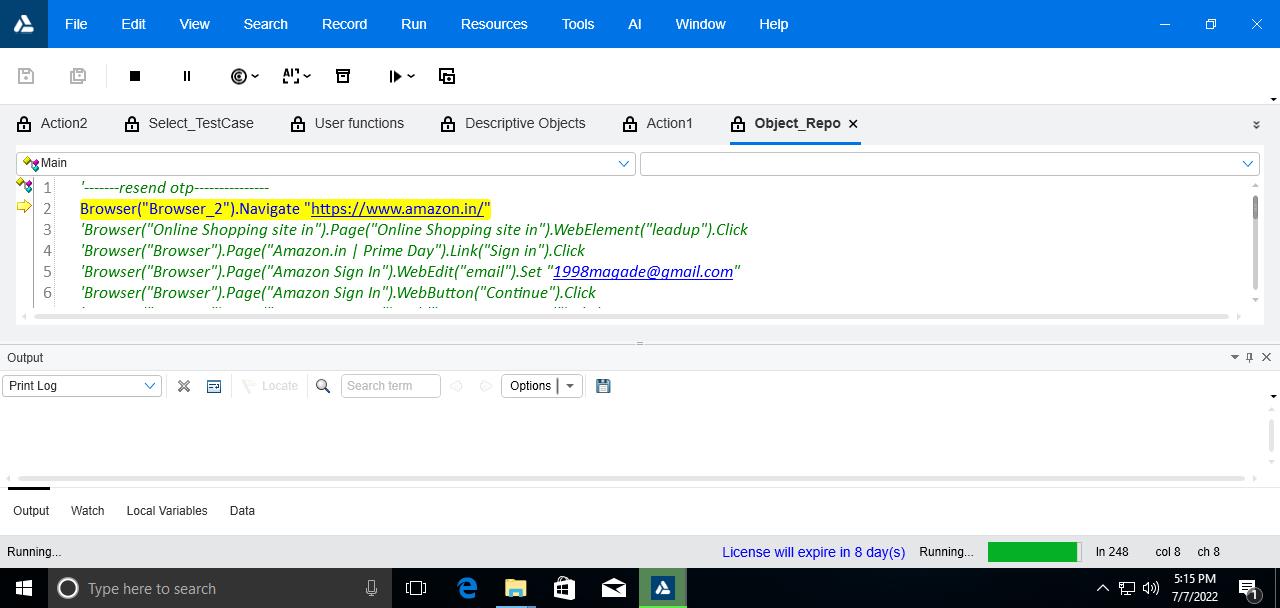 File Edit View Search Record Run Resources Tools AI Window Help
Action2 Select_TestCase User functions Descriptive Objects Action1 Object_Repo
Main
1 '-------resend otp---------------
2 Browser("Browser_2").Navigate "https://www.amazon.in/"
3 'Browser("Online Shopping site in").Page("Online Shopping site in").WebElement("leadup").Click
4 'Browser("Browser").Page("Amazon.in | Prime Day").Link("Sign in").Click
5 'Browser("Browser").Page("Amazon Sign In").WebEdit("email").Set "1998magade@gmail.com"
6 'Browser("Browser").Page("Amazon Sign In").WebButton("Continue").Click
Output
Print Log Locate Search term Options
Output Watch Local Variables Data
Running... License will expire in 8 day(s) Running... ln 248 col 8 ch 8
Type here to search
5:15 PM
7/7/2022
1